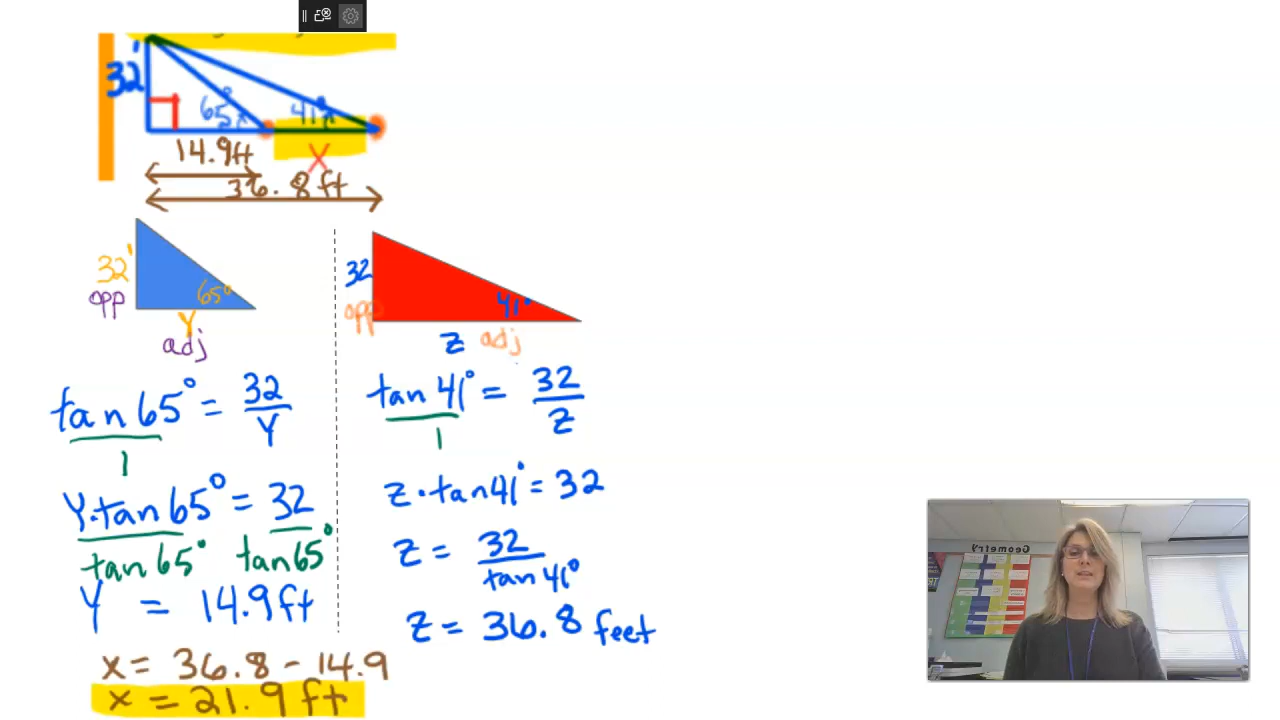 32'
65°
41°
14.9ft
X
36.8ft
32'
opp
65°
Y
adj
32
opp
41°
Z
adj
tan 65° = 32/Y
1
Y·tan 65° = 32
tan 65° tan 65°
Y = 14.9ft
tan 41° = 32/Z
1
Z·tan 41° = 32
Z = 32/tan 41°
Z = 36.8 feet
x = 36.8 - 14.9
x = 21.9 ft
Geometry